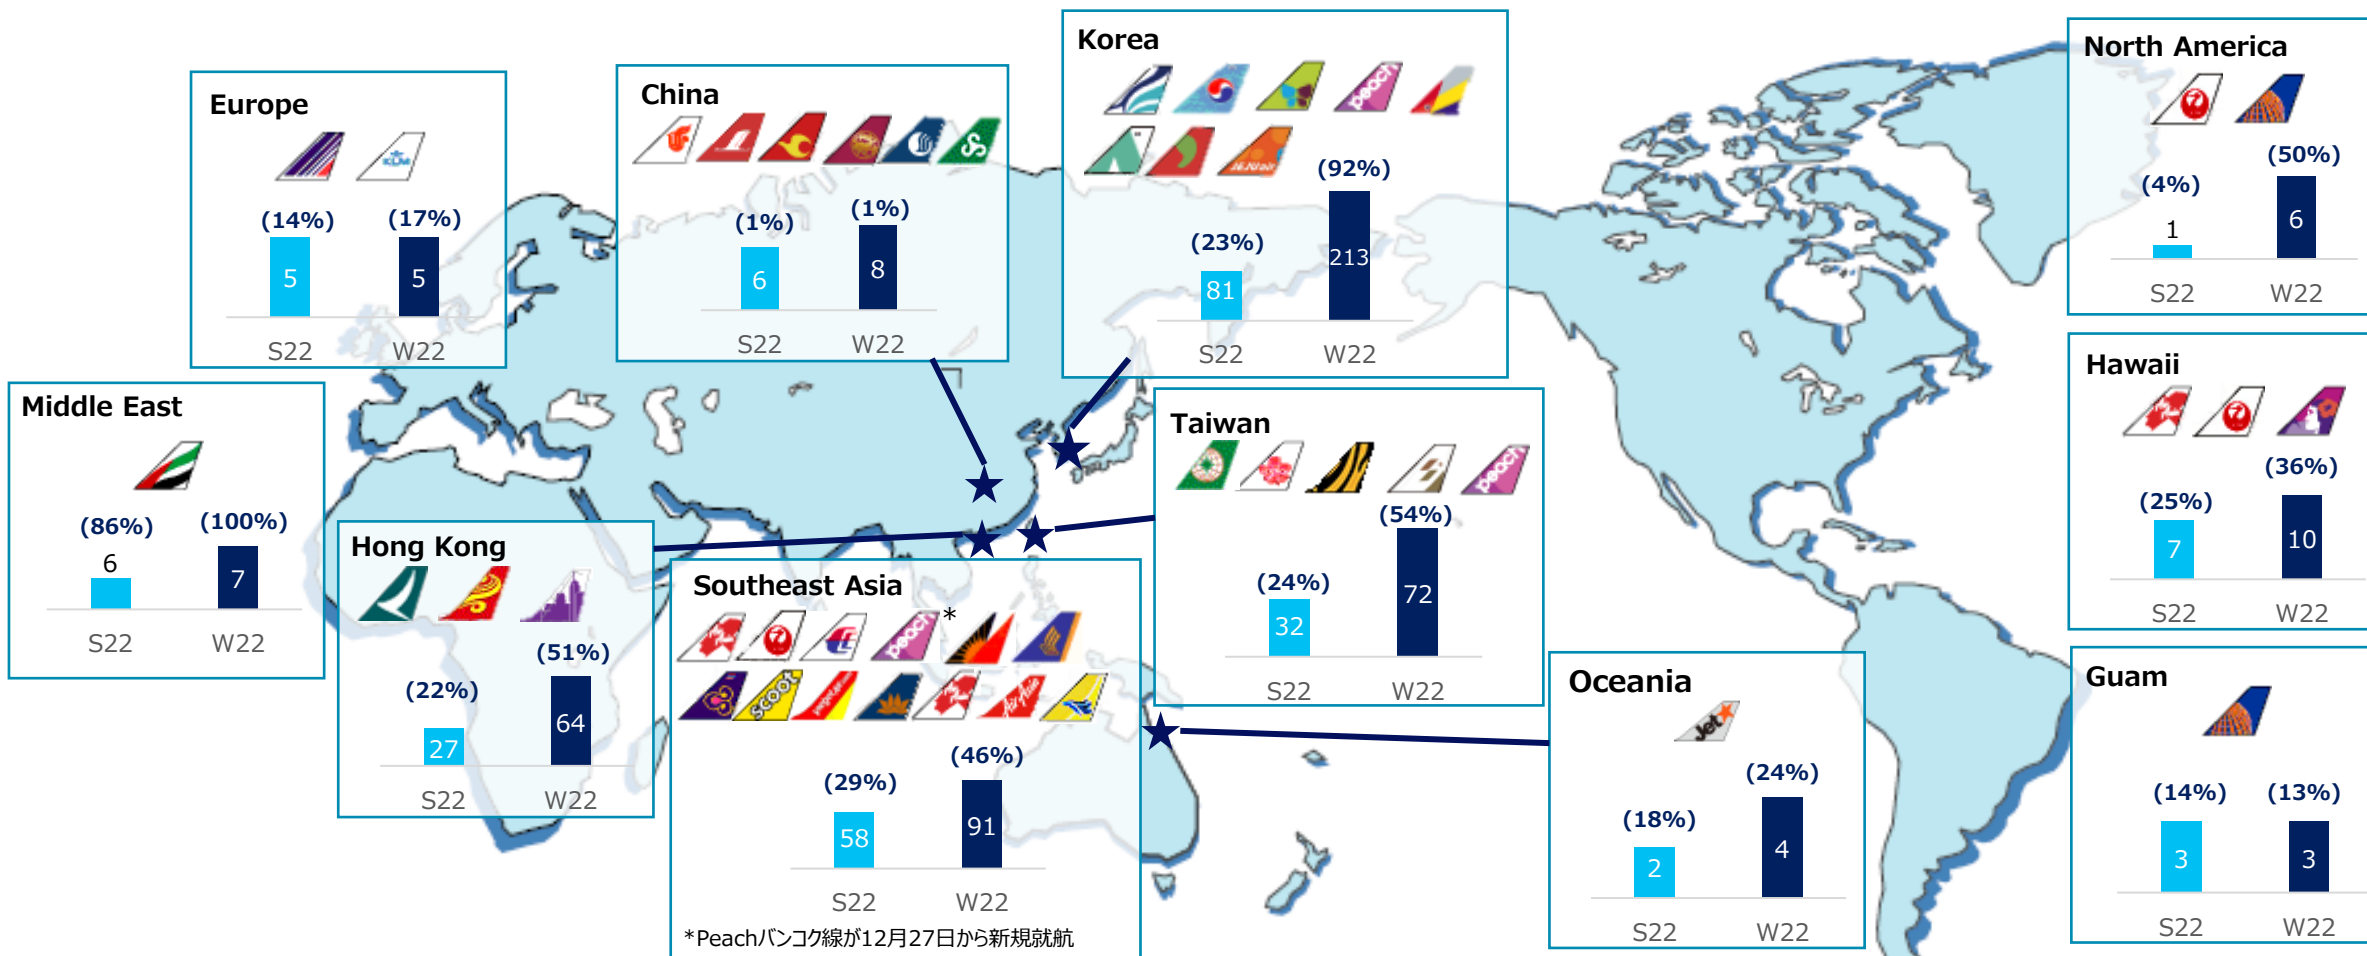 Europe
KLM
(14%)
(17%)
5
5
S22
W22
China
(1%)
(1%)
6
8
S22
W22
Korea
peach
JEJUair
(23%)
(92%)
81
213
S22
W22
North America
(4%)
(50%)
1
6
S22
W22
Middle East
(86%)
(100%)
6
7
S22
W22
Hong Kong
(22%)
(51%)
27
64
S22
W22
Southeast Asia
peach
*
scoot
vietjetair
AirAsia
(29%)
(46%)
58
91
S22
W22
*Peachバンコク線が12月27日から新規就航
Taiwan
peach
(24%)
(54%)
32
72
S22
W22
Hawaii
(25%)
(36%)
7
10
S22
W22
Oceania
Jet
(18%)
(24%)
2
4
S22
W22
Guam
(14%)
(13%)
3
3
S22
W22